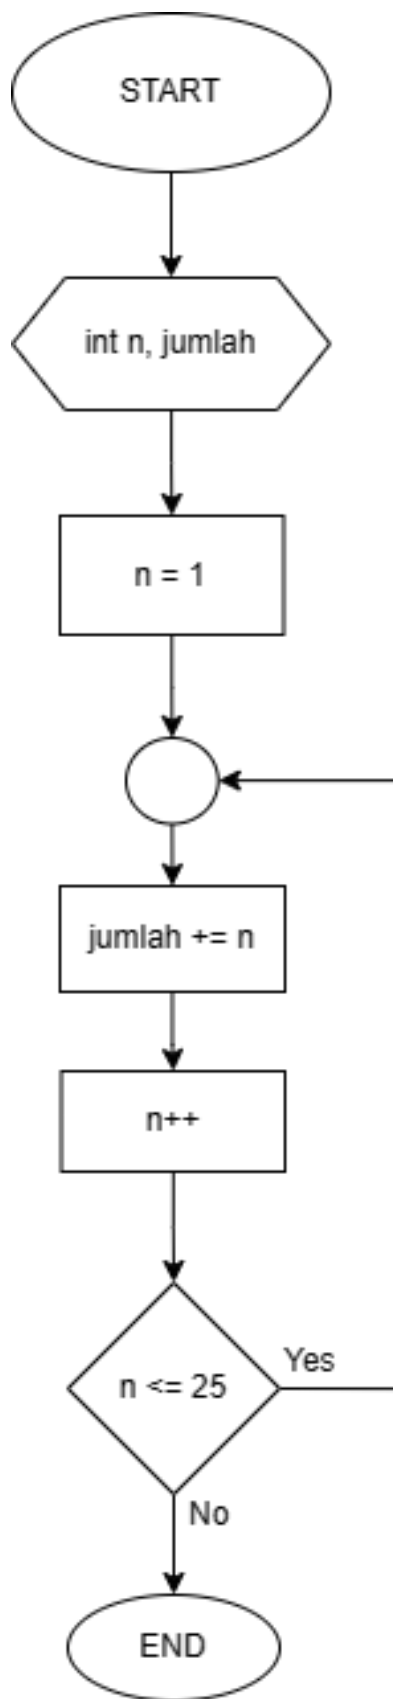 START
int n, jumlah
n = 1
jumlah += n
n++
n <= 25
Yes
No
END